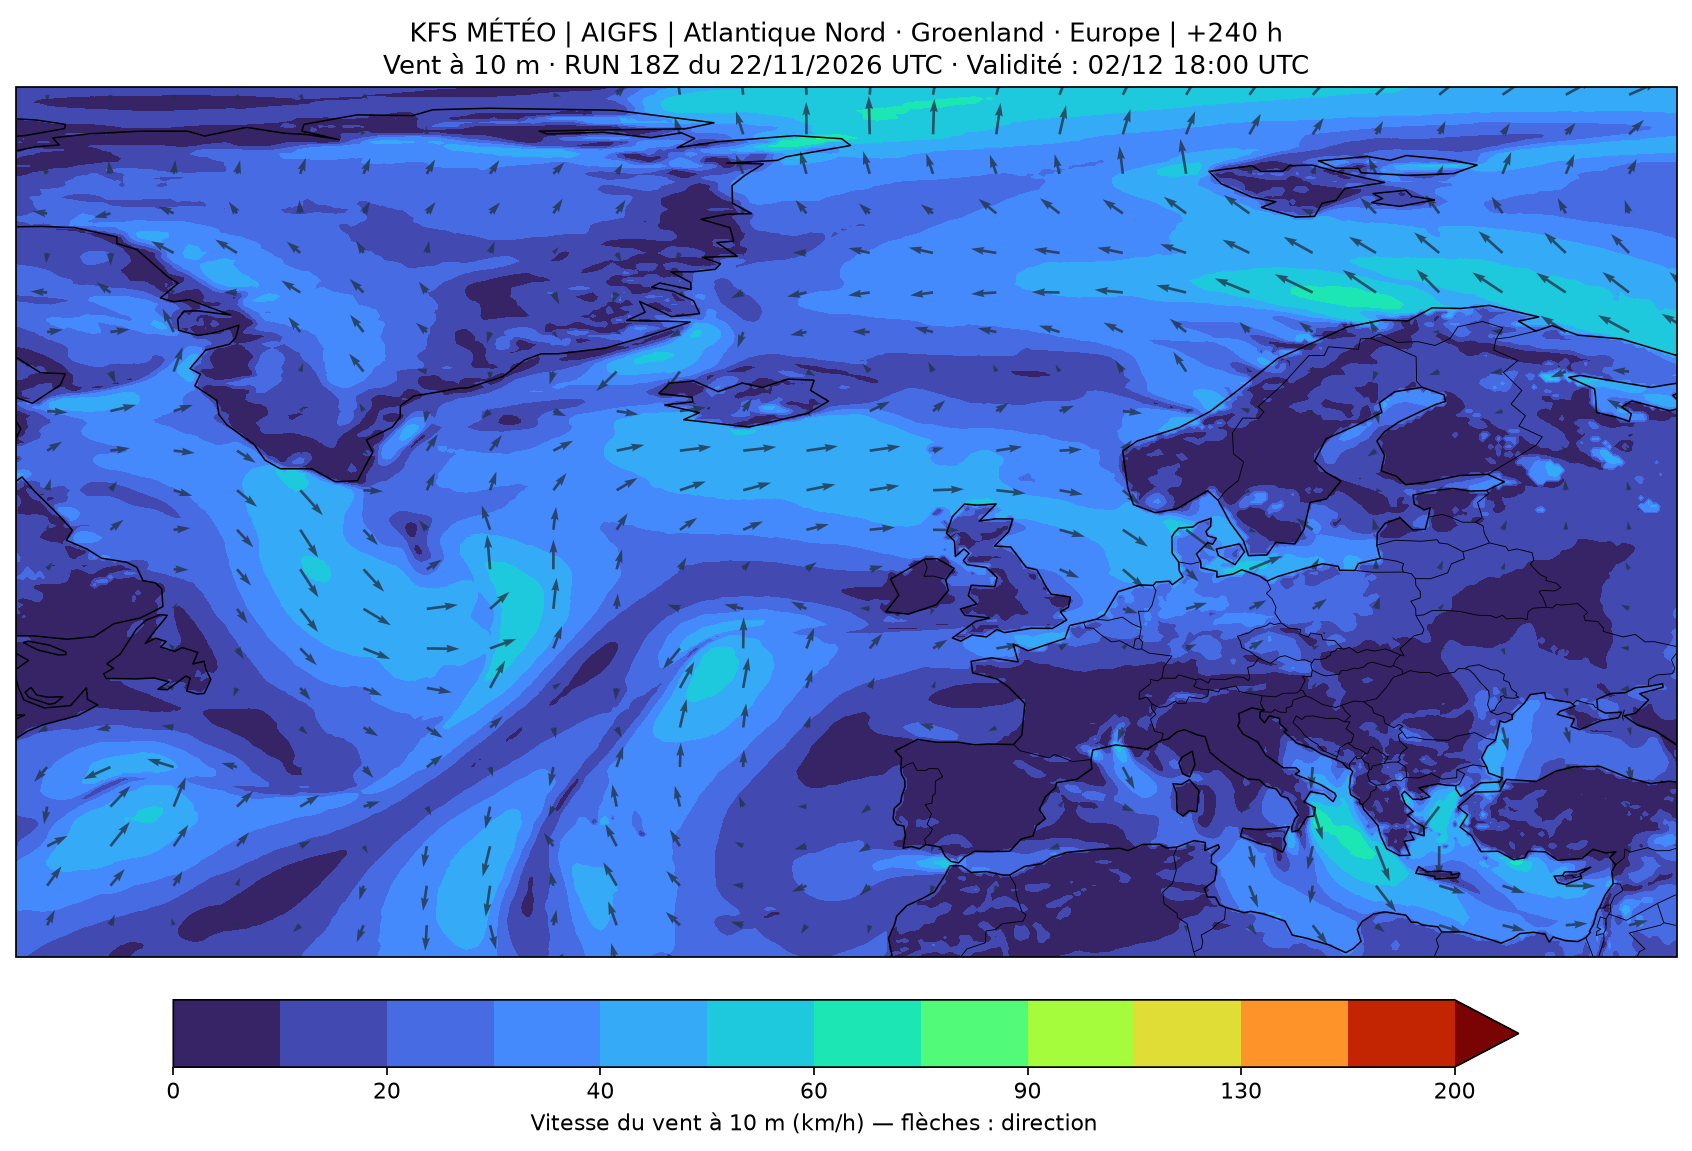 KFS MÉTÉO | AIGFS | Atlantique Nord · Groenland · Europe | +240 h
Vent à 10 m · RUN 18Z du 22/11/2026 UTC · Validité : 02/12 18:00 UTC
0 20 40 60 90 130 200
Vitesse du vent à 10 m (km/h) — flèches : direction